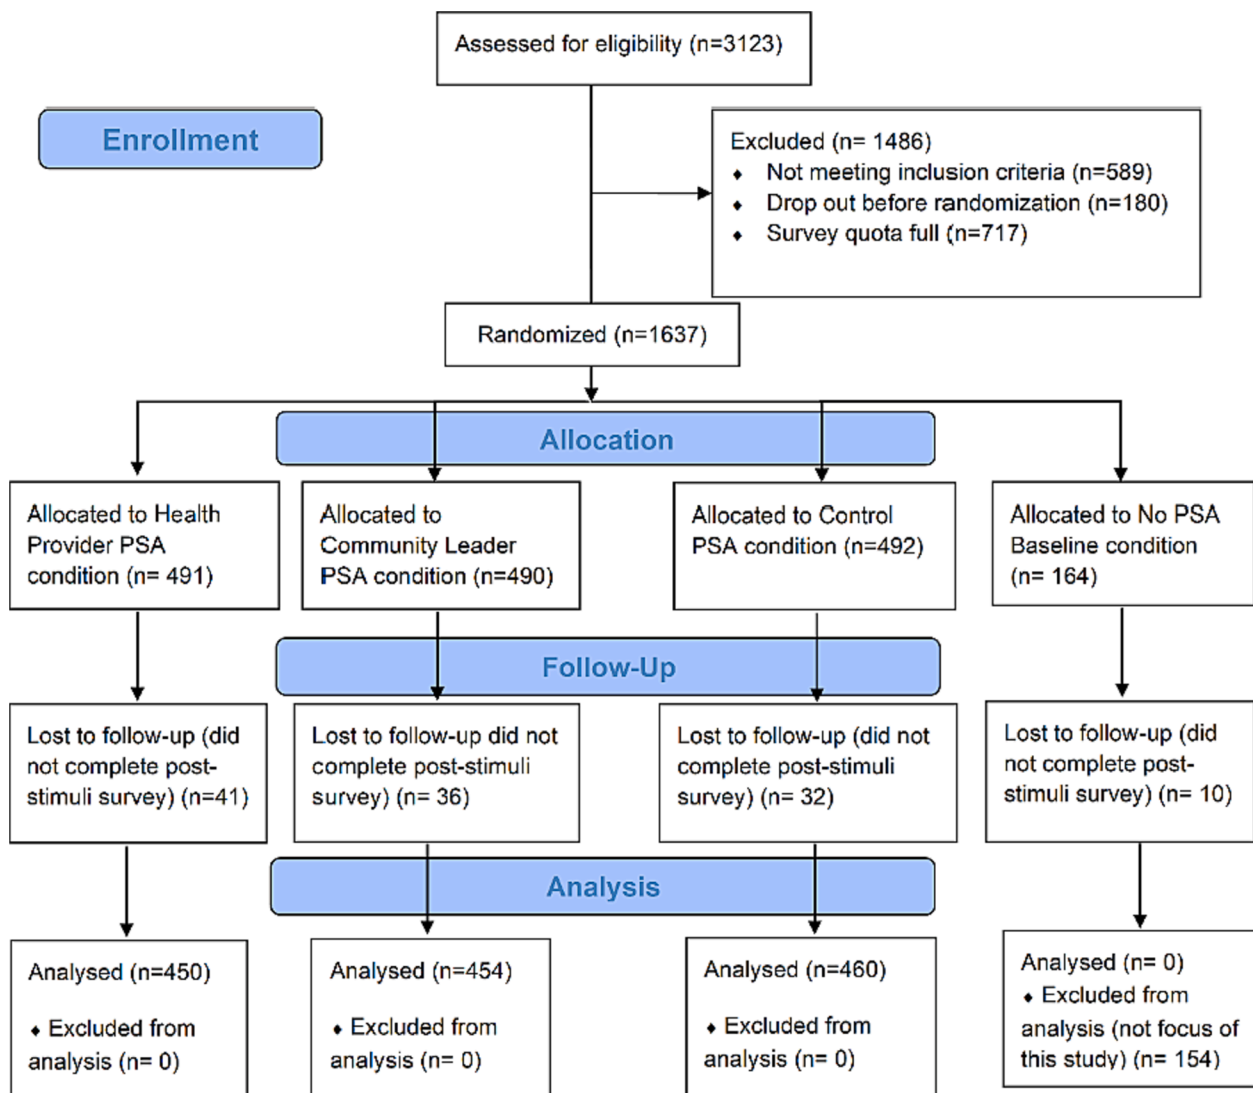 Assessed for eligibility (n=3123)
Enrollment
Excluded (n= 1486)
♦ Not meeting inclusion criteria (n=589)
♦ Drop out before randomization (n=180)
♦ Survey quota full (n=717)
Randomized (n=1637)
Allocation
Allocated to Health
Provider PSA
condition (n= 491)
Allocated to
Community Leader
PSA condition (n=490)
Allocated to Control
PSA condition (n=492)
Allocated to No PSA
Baseline condition
(n= 164)
Follow-Up
Lost to follow-up (did
not complete post-
stimuli survey) (n=41)
Lost to follow-up did not
complete post-stimuli
survey) (n= 36)
Lost to follow-up (did not
complete post-stimuli
survey) (n= 32)
Lost to follow-up (did
not complete post-
stimuli survey) (n= 10)
Analysis
Analysed (n=450)
♦ Excluded from
analysis (n= 0)
Analysed (n=454)
♦ Excluded from
analysis (n= 0)
Analysed (n=460)
♦ Excluded from
analysis (n= 0)
Analysed (n= 0)
♦ Excluded from
analysis (not focus of
this study) (n= 154)